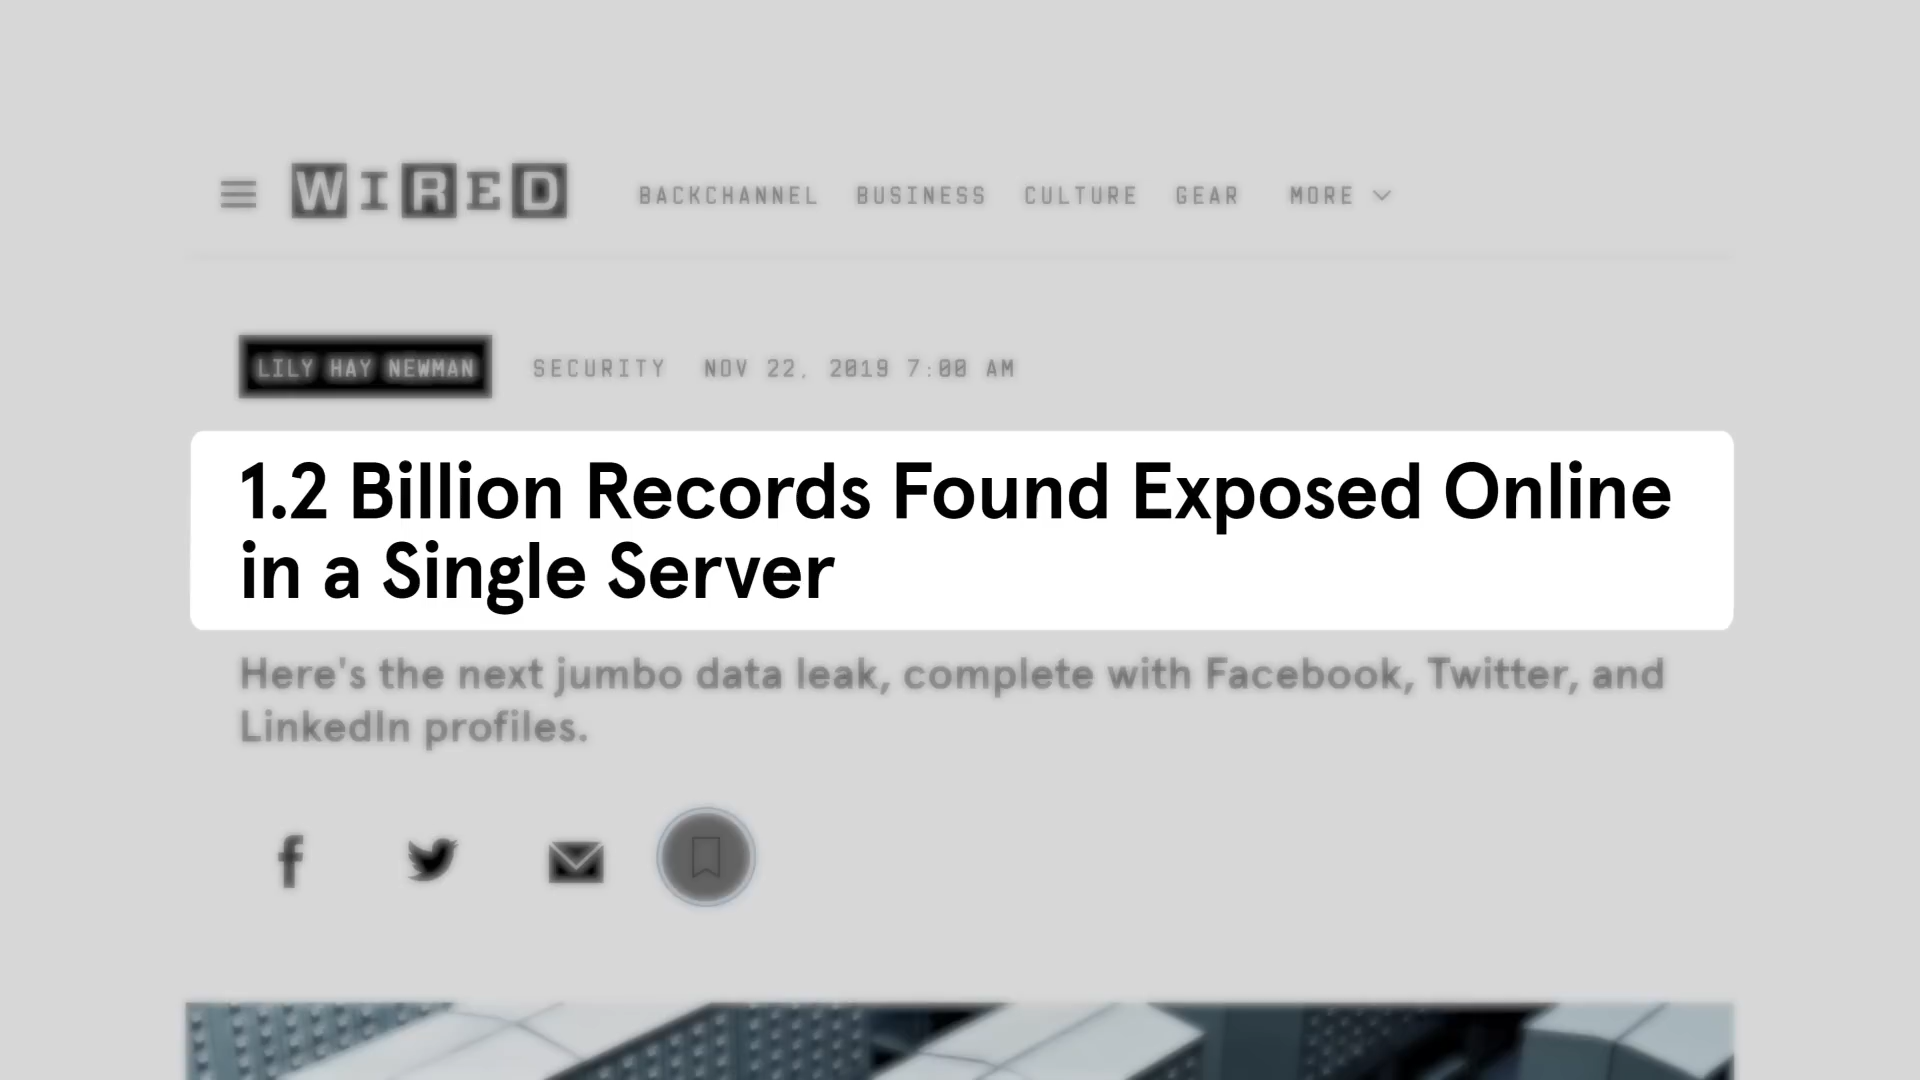 WIRED BACKCHANNEL BUSINESS CULTURE GEAR MORE
LILY HAY NEWMAN SECURITY NOV 22, 2019 7:00 AM
1.2 Billion Records Found Exposed Online
in a Single Server
Here's the next jumbo data leak, complete with Facebook, Twitter, and
LinkedIn profiles.